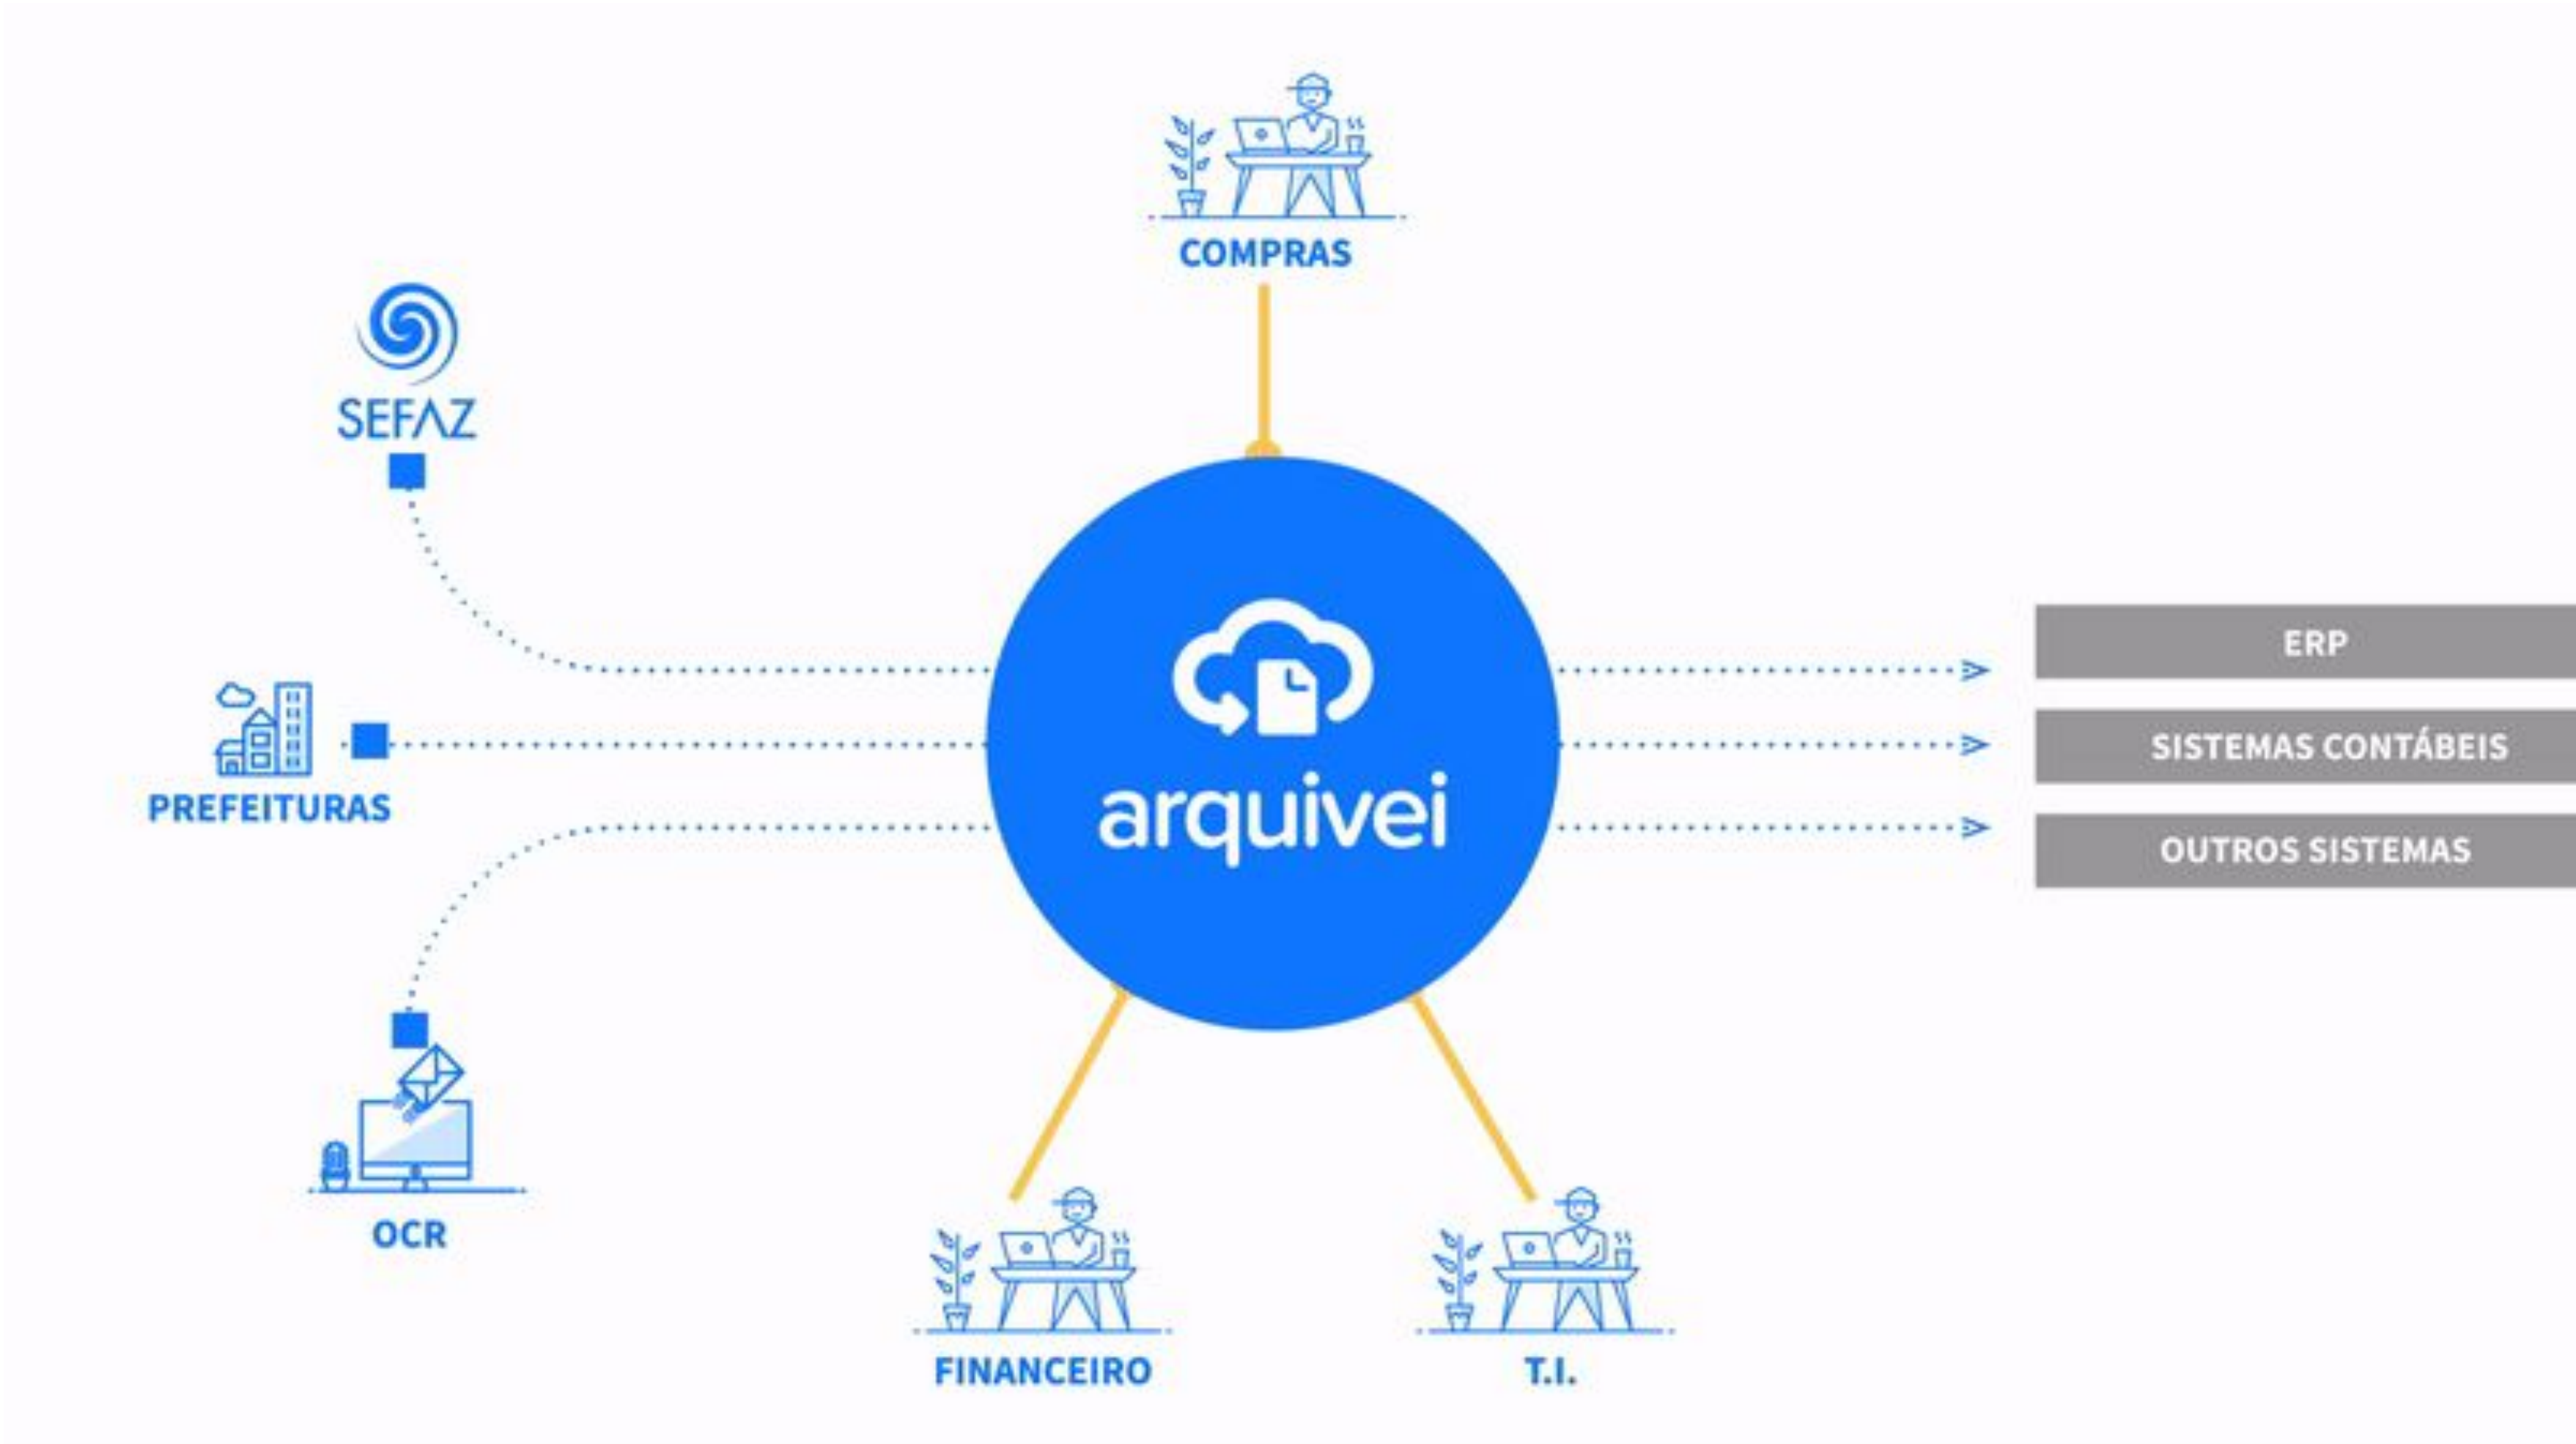 COMPRAS
SEFAZ
PREFEITURAS
OCR
arquivei
ERP
SISTEMAS CONTÁBEIS
OUTROS SISTEMAS
FINANCEIRO
T.I.